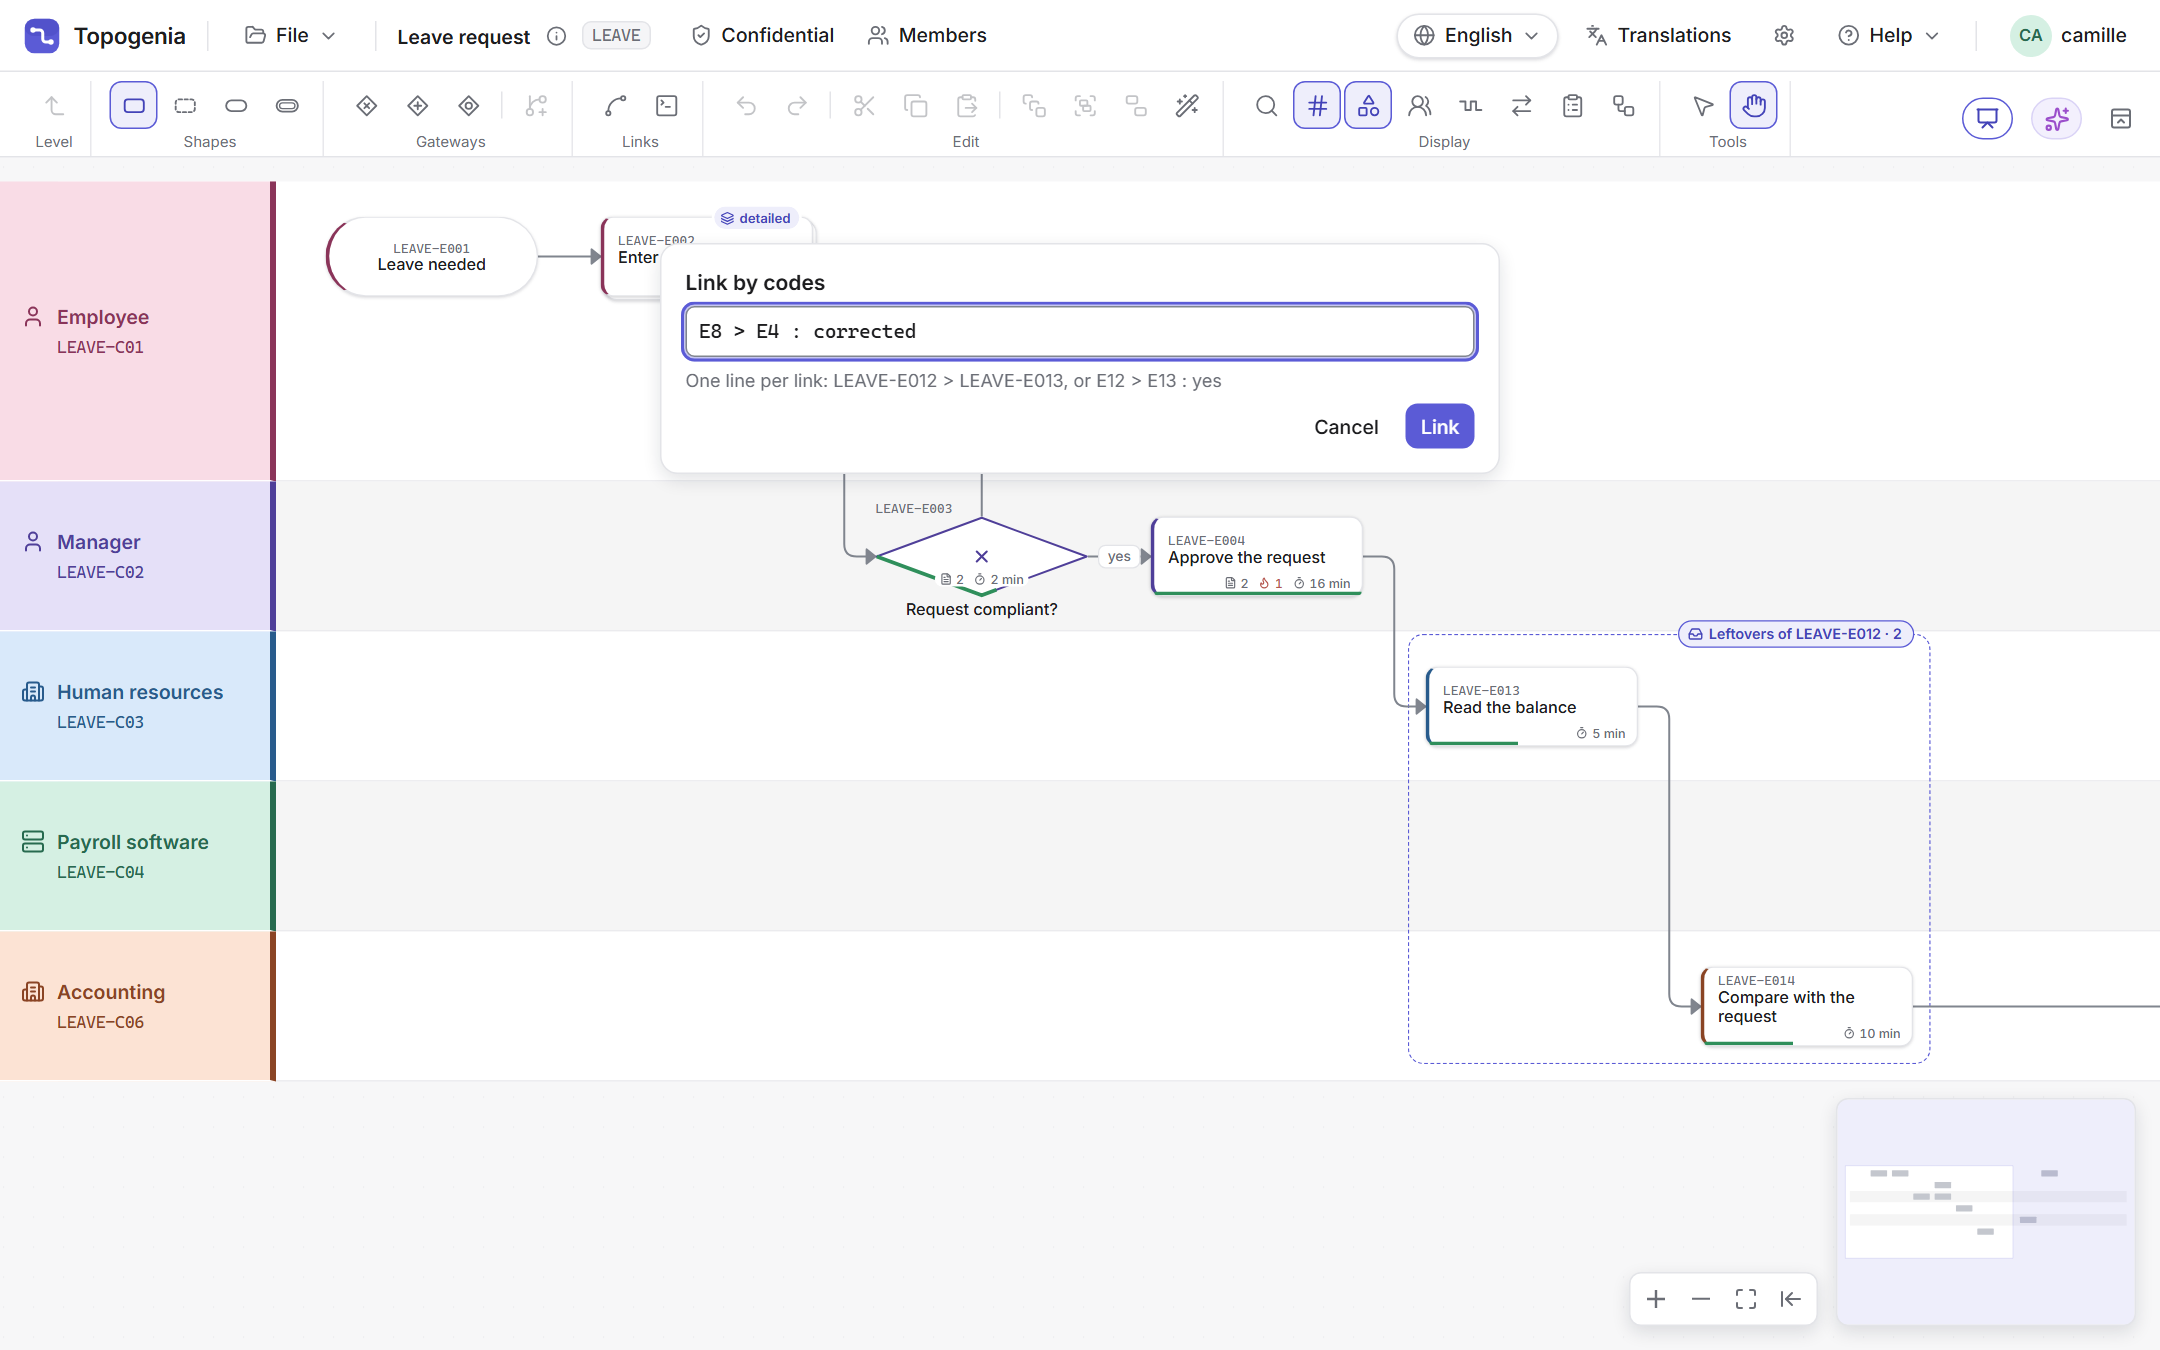 Topogenia
File
Leave request
LEAVE
Confidential
Members
English
Translations
Help
CA
camille
Level
Shapes
Gateways
Links
Edit
Display
Tools
Employee
LEAVE-C01
LEAVE-E001
Leave needed
detailed
LEAVE-E002
Enter
Link by codes
E8 > E4 : corrected
One line per link: LEAVE-E012 > LEAVE-E013, or E12 > E13 : yes
Cancel
Link
Manager
LEAVE-C02
LEAVE-E003
2 2 min
Request compliant?
yes
LEAVE-E004
Approve the request
2 1 16 min
Human resources
LEAVE-C03
Leftovers of LEAVE-E012 · 2
LEAVE-E013
Read the balance
5 min
Payroll software
LEAVE-C04
Accounting
LEAVE-C06
LEAVE-E014
Compare with the
request
10 min